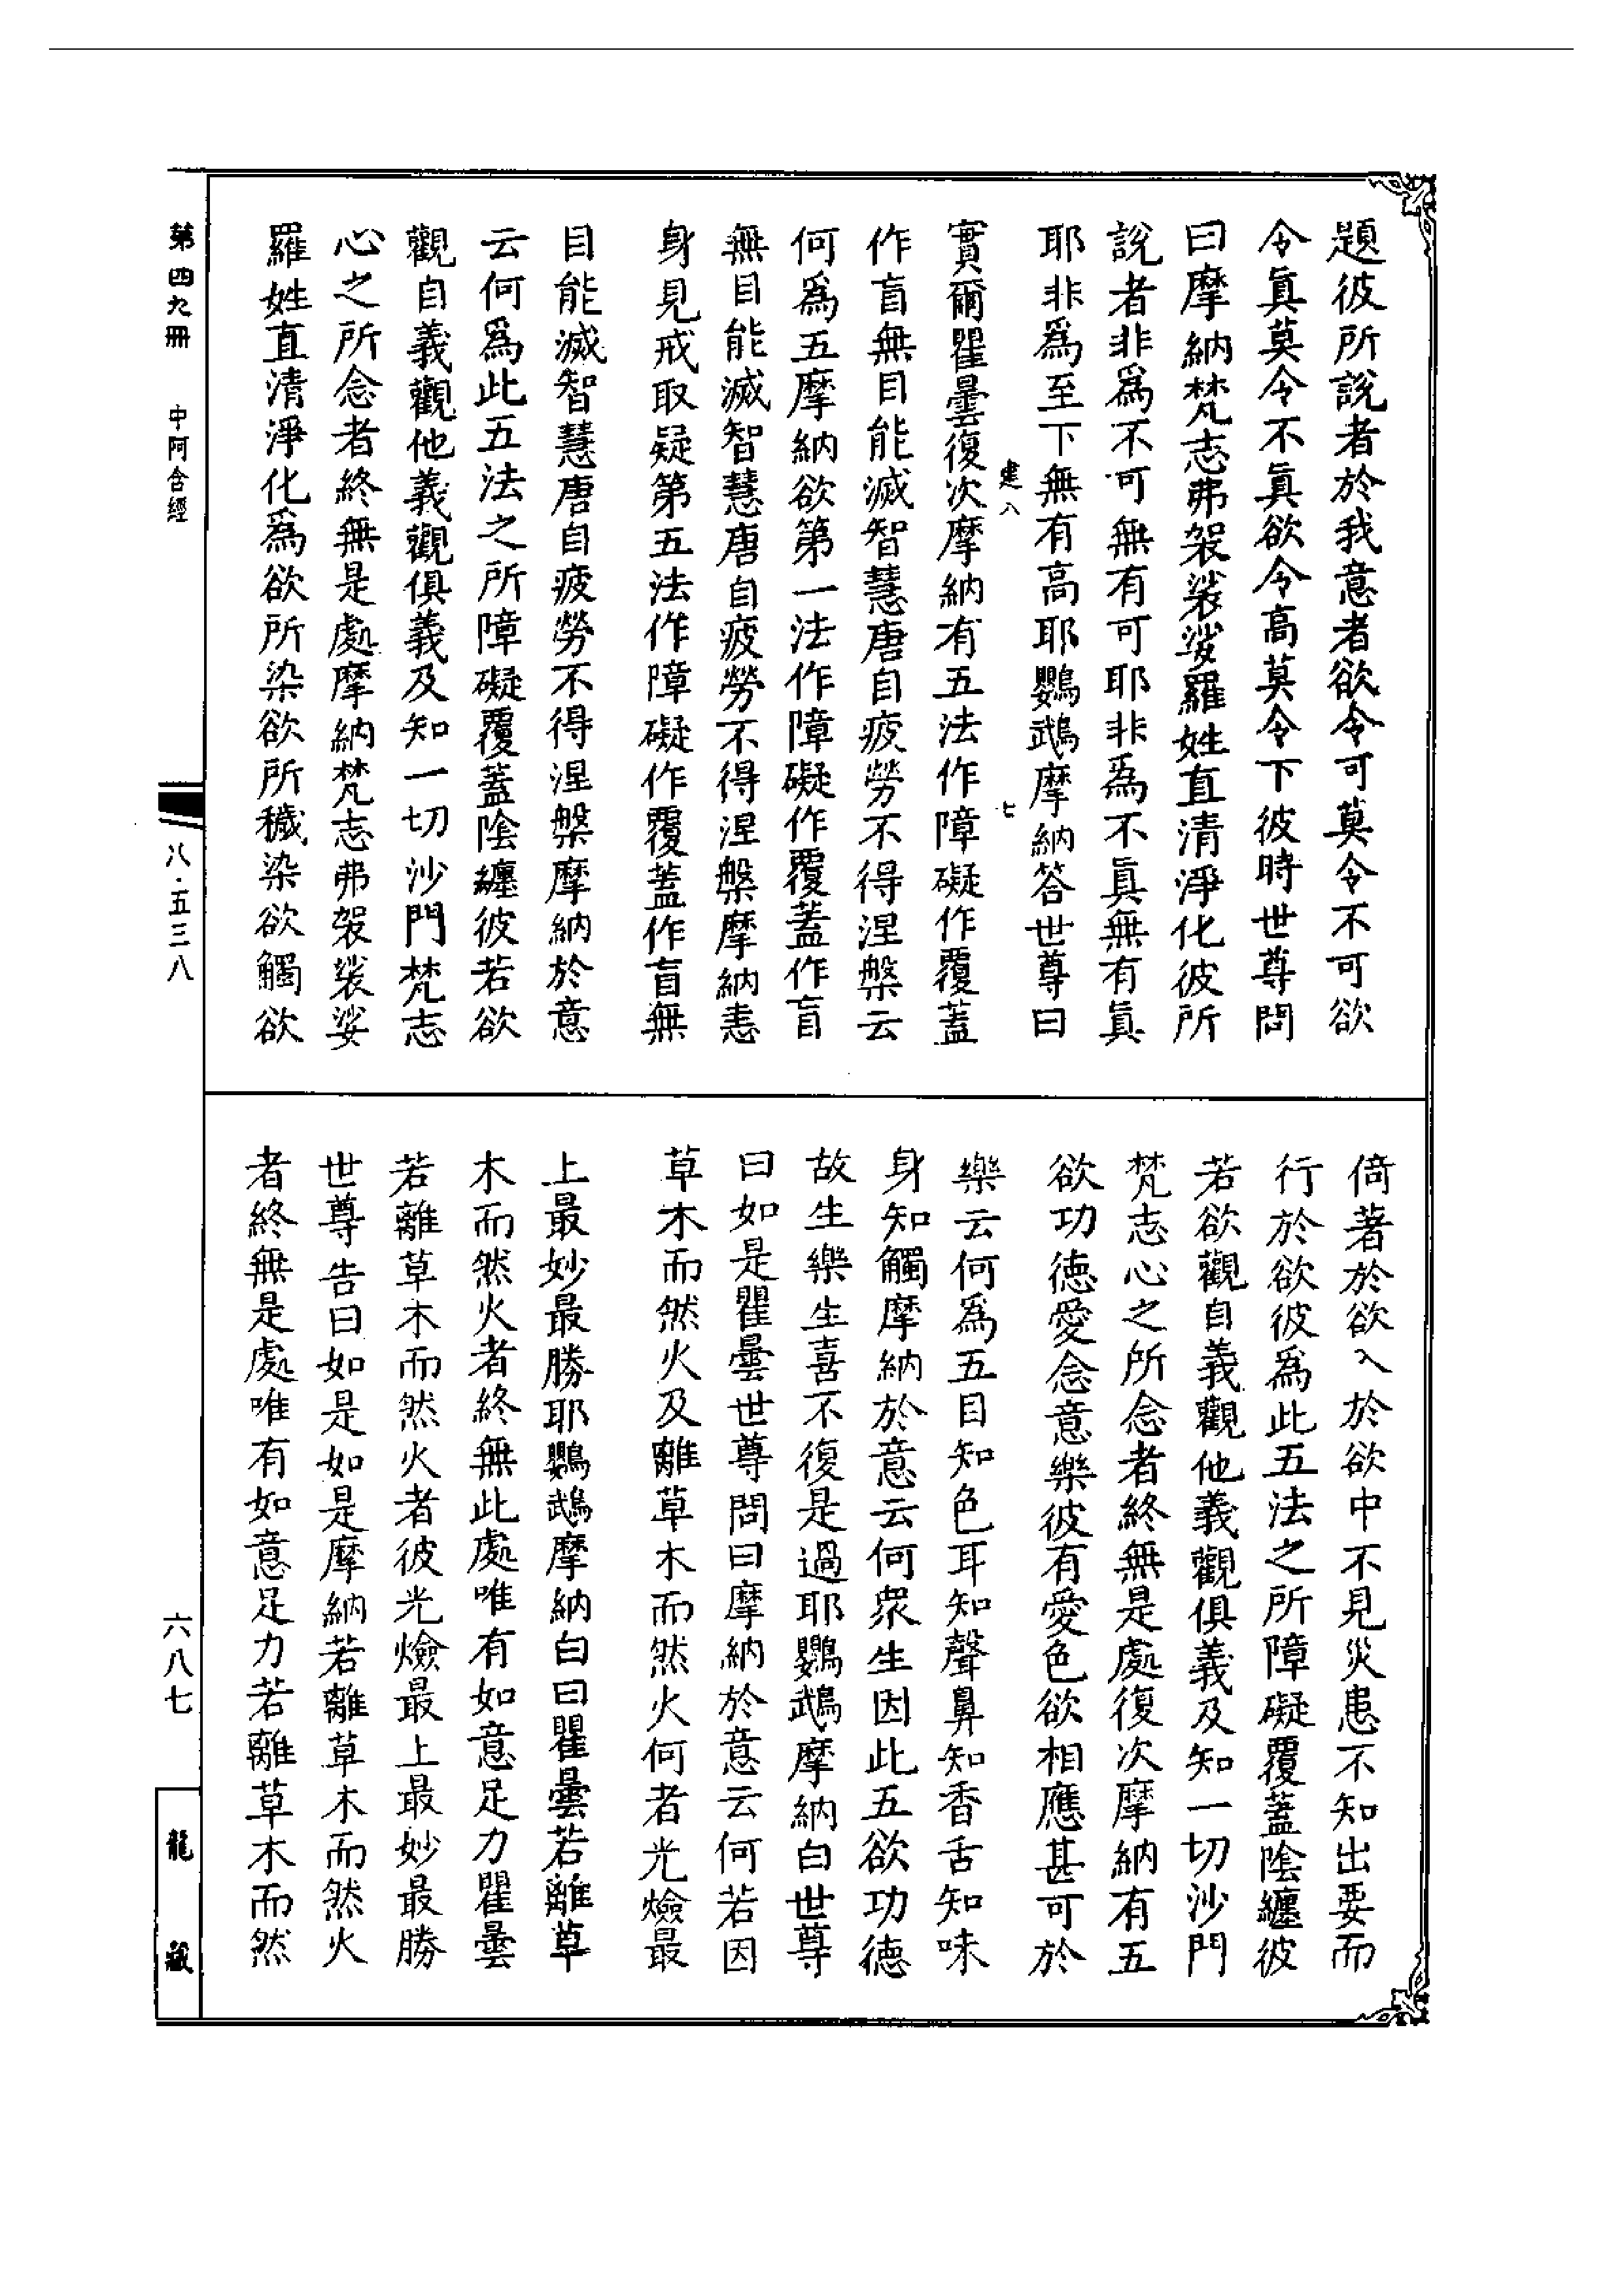 題彼所說者於我意者欲令可莫令不可欲
令眞莫令不眞欲令高莫令下彼時世尊問
曰摩納梵志弗袈裟娑羅姓直清淨化彼所
說者非爲不可無有可耶非爲不眞無有眞
耶非爲至下無有高耶鸚鵡摩納答世尊曰
建八
七
實爾瞿曇復次摩納有五法作障礙作覆蓋
作盲無目能滅智慧唐自疲勞不得涅槃云
何爲五摩納欲第一法作障礙作覆蓋作盲
無目能滅智慧唐自疲勞不得涅槃摩納恚
身見戒取疑第五法作障礙作覆蓋作盲無
目能滅智慧唐自疲勞不得涅槃摩納於意
云何爲此五法之所障礙覆蓋陰纏彼若欲
觀自義觀他義觀俱義及知一切沙門梵志
心之所念者終無是處摩納梵志弗袈裟娑
羅姓直清淨化爲欲所染欲所穢染欲觸欲
倚著於欲入於欲中不見災患不知出要而
行於欲彼爲此五法之所障礙覆蓋陰纏彼
若欲觀自義觀他義觀俱義及知一切沙門
梵志心之所念者終無是處復次摩納有五
欲功德愛念意樂彼有愛色欲相應甚可於
樂云何爲五目知色耳知聲鼻知香舌知味
身知觸摩納於意云何衆生因此五欲功德
故生樂生喜不復是過耶鸚鵡摩納白世尊
曰如是瞿曇世尊問曰摩納於意云何若因
草木而然火及離草木而然火何者光燄最
上最妙最勝耶鸚鵡摩納白曰瞿曇若離草
木而然火者終無此處唯有如意足力瞿曇
若離草木而然火者彼光燄最上最妙最勝
世尊告曰如是如是摩納若離草木而然火
者終無是處唯有如意足力若離草木而然
第四九冊 中阿含經
八·五三八
六八七
龍藏